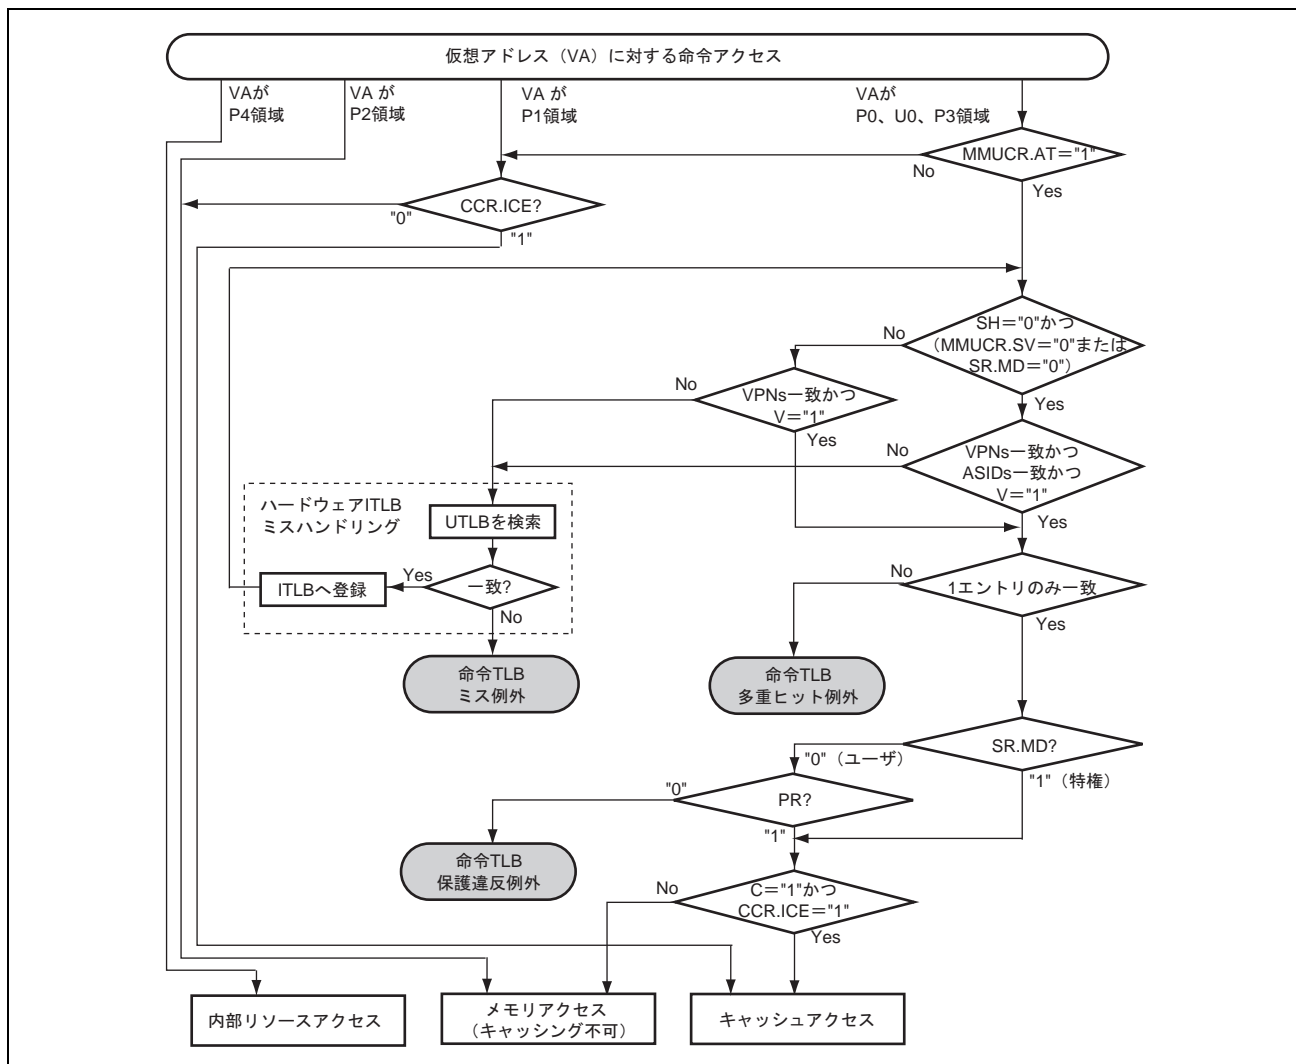 仮想アドレス（VA）に対する命令アクセス
VAが
P4領域
VA が
P2領域
VA が
P1領域
VAが
P0、U0、P3領域
MMUCR.AT＝"1"
No
Yes
CCR.ICE?
"0"
"1"
SH＝"0"かつ
（MMUCR.SV＝"0"または
SR.MD＝"0"）
No
Yes
VPNs一致かつ
V＝"1"
No
Yes
VPNs一致かつ
ASIDs一致かつ
V＝"1"
No
Yes
ハードウェアITLB
ミスハンドリング
UTLBを検索
一致?
Yes
No
ITLBへ登録
1エントリのみ一致
No
Yes
命令TLB
ミス例外
命令TLB
多重ヒット例外
SR.MD?
"0"（ユーザ）
"1"（特権）
PR?
"0"
"1"
命令TLB
保護違反例外
C＝"1"かつ
CCR.ICE＝"1"
No
Yes
内部リソースアクセス
メモリアクセス
（キャッシング不可）
キャッシュアクセス